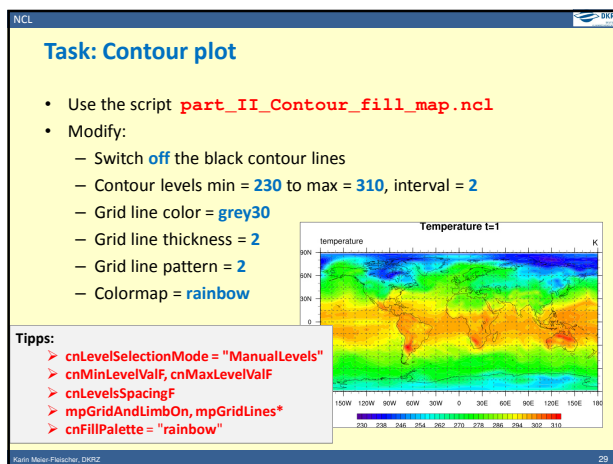 NCL
DKRZ
Task: Contour plot
• Use the script part_II_Contour_fill_map.ncl
• Modify:
– Switch off the black contour lines
– Contour levels min = 230 to max = 310, interval = 2
– Grid line color = grey30
– Grid line thickness = 2
– Grid line pattern = 2
– Colormap = rainbow
Temperature t=1
temperature K
90N
60N
30N
0
150W 120W 90W 60W 30W 0 30E 60E 90E 120E 150E 180
230 238 246 254 262 270 278 286 294 302 310
Tipps:
➢ cnLevelSelectionMode = "ManualLevels"
➢ cnMinLevelValF, cnMaxLevelValF
➢ cnLevelsSpacingF
➢ mpGridAndLimbOn, mpGridLines*
➢ cnFillPalette = "rainbow"
Karin Meier-Fleischer, DKRZ 29